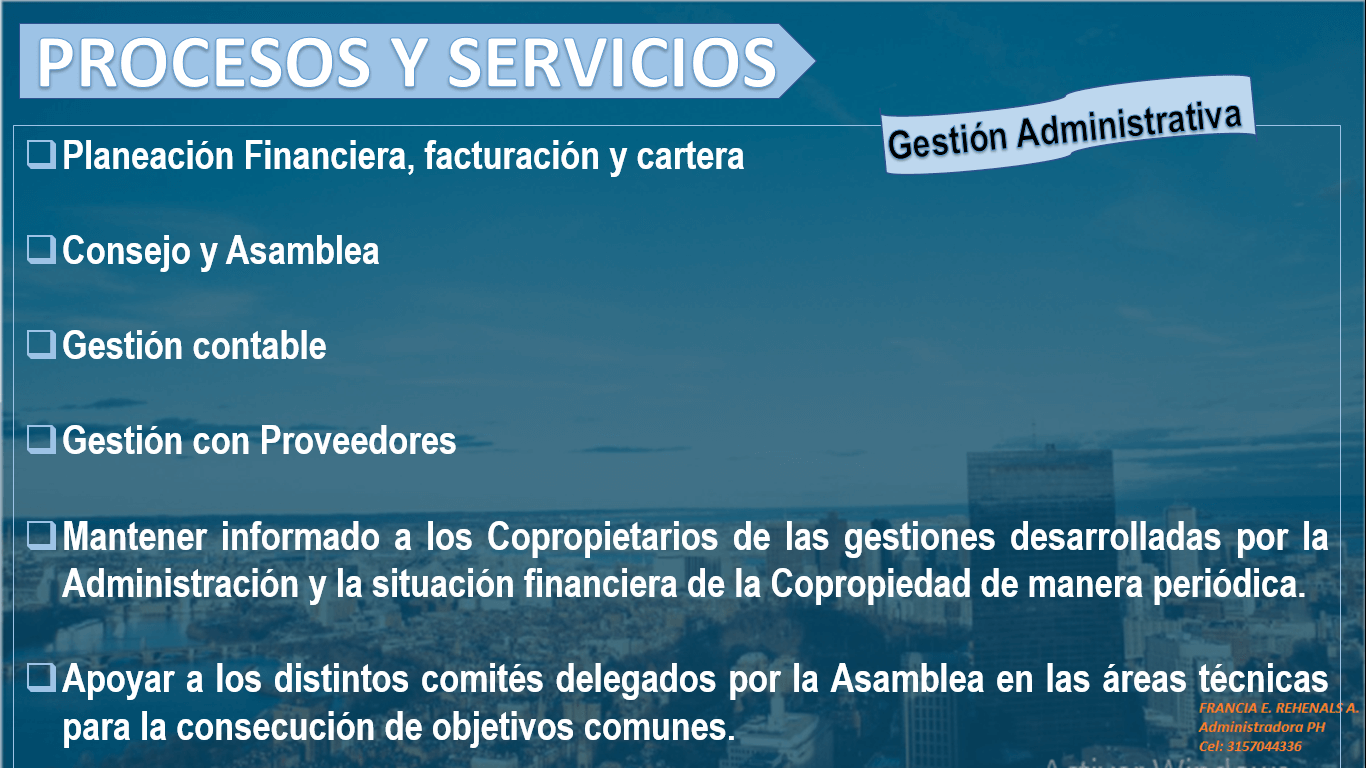 PROCESOS Y SERVICIOS
Gestión Administrativa
Planeación Financiera, facturación y cartera
Consejo y Asamblea
Gestión contable
Gestión con Proveedores
Mantener informado a los Copropietarios de las gestiones desarrolladas por la
Administración y la situación financiera de la Copropiedad de manera periódica.
Apoyar a los distintos comités delegados por la Asamblea en las áreas técnicas
para la consecución de objetivos comunes.
FRANCIA E. REHENALS A.
Administradora PH
Cel: 3157044336
Activar Windows